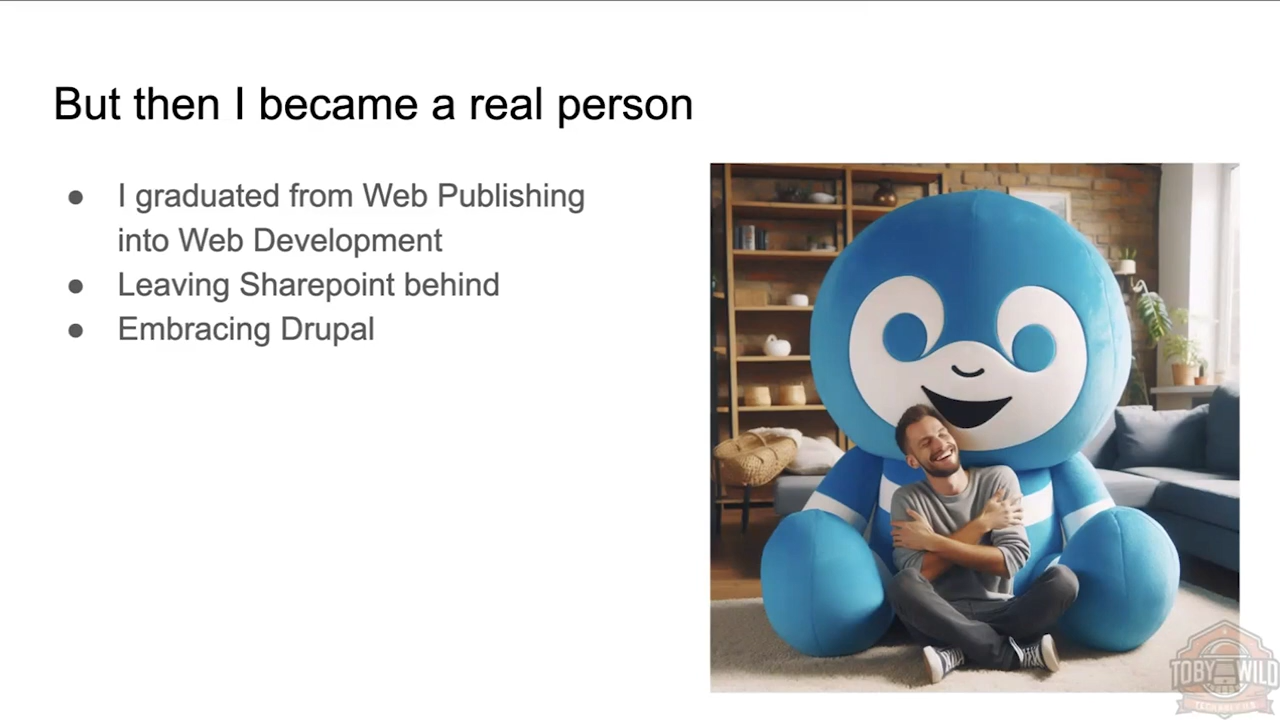 But then I became a real person
● I graduated from Web Publishing
into Web Development
● Leaving Sharepoint behind
● Embracing Drupal
TOBY WILD